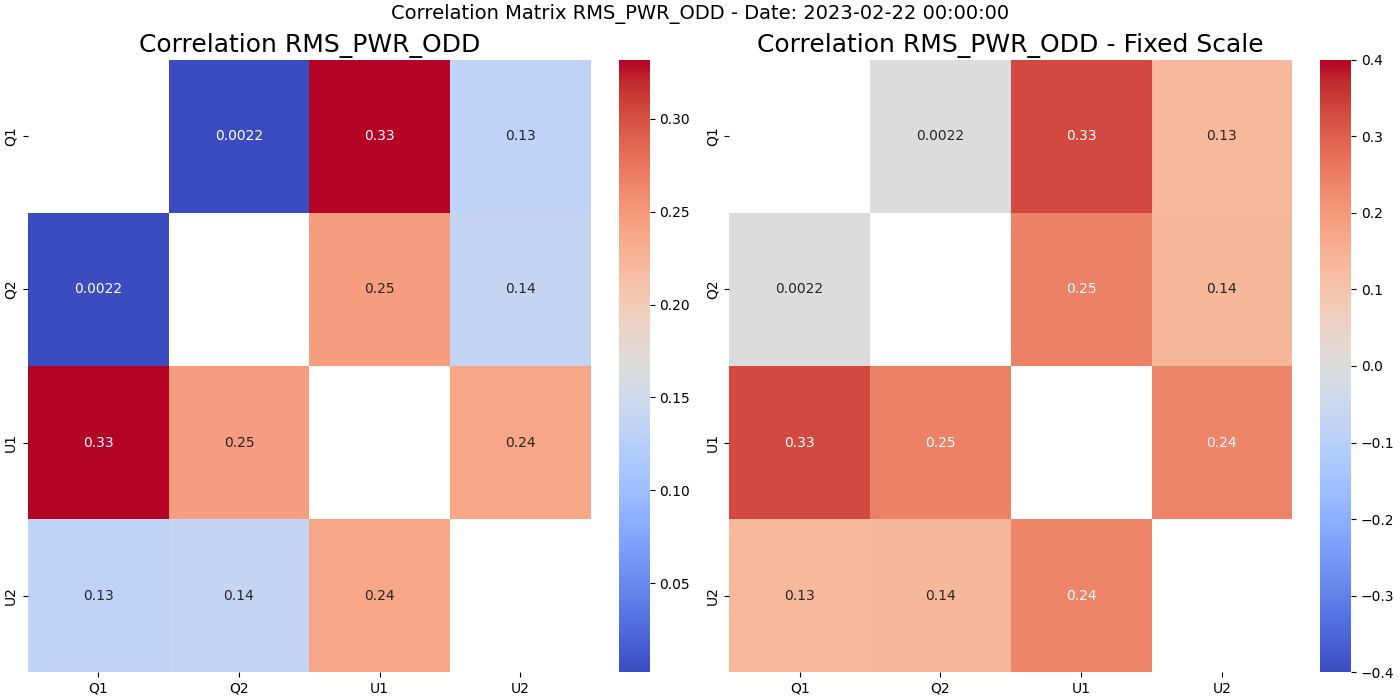 Correlation Matrix RMS_PWR_ODD - Date: 2023-02-22 00:00:00
Correlation RMS_PWR_ODD
Q1
0.0022 0.33 0.13
Q2
0.0022 0.25 0.14
U1
0.33 0.25 0.24
U2
0.13 0.14 0.24
Q1 Q2 U1 U2
0.30
0.25
0.20
0.15
0.10
0.05
Correlation RMS_PWR_ODD - Fixed Scale
Q1
0.0022 0.33 0.13
Q2
0.0022 0.25 0.14
U1
0.33 0.25 0.24
U2
0.13 0.14 0.24
Q1 Q2 U1 U2
0.4
0.3
0.2
0.1
0.0
−0.1
−0.2
−0.3
−0.4